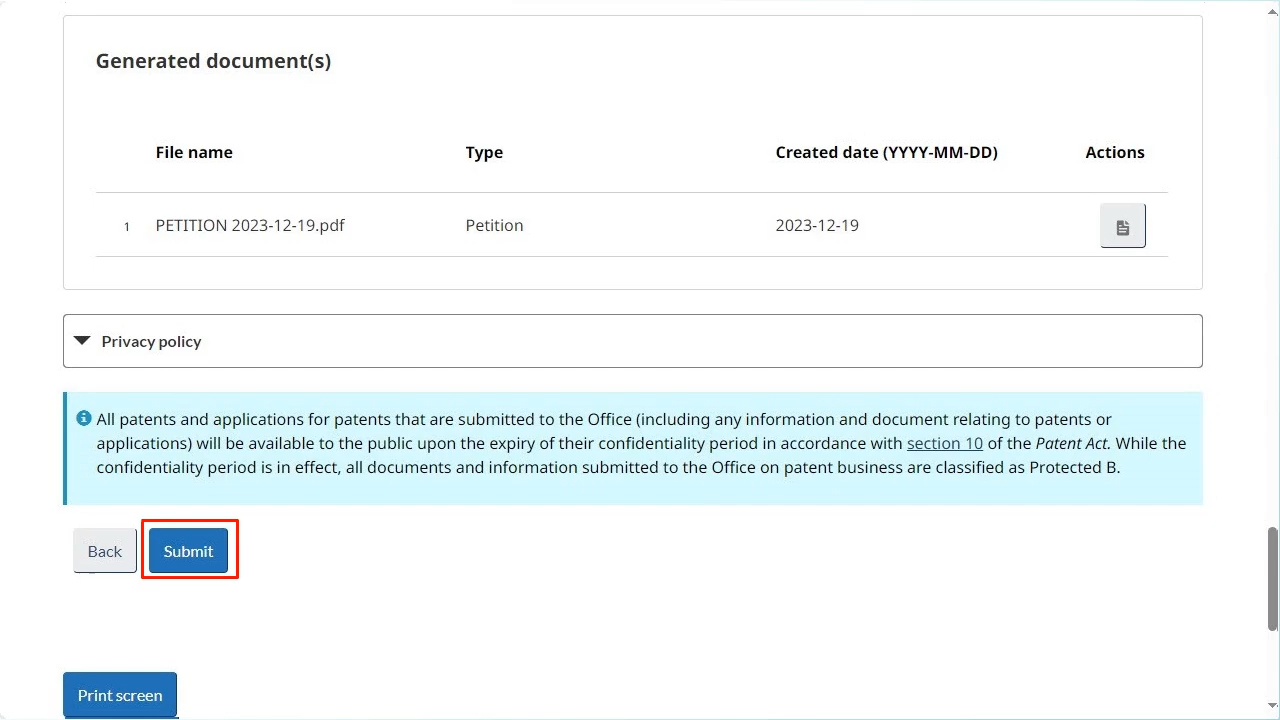 Generated document(s)
File name Type Created date (YYYY-MM-DD) Actions
1 PETITION 2023-12-19.pdf Petition 2023-12-19
Privacy policy
All patents and applications for patents that are submitted to the Office (including any information and document relating to patents or
applications) will be available to the public upon the expiry of their confidentiality period in accordance with section 10 of the Patent Act. While the
confidentiality period is in effect, all documents and information submitted to the Office on patent business are classified as Protected B.
Back Submit
Print screen